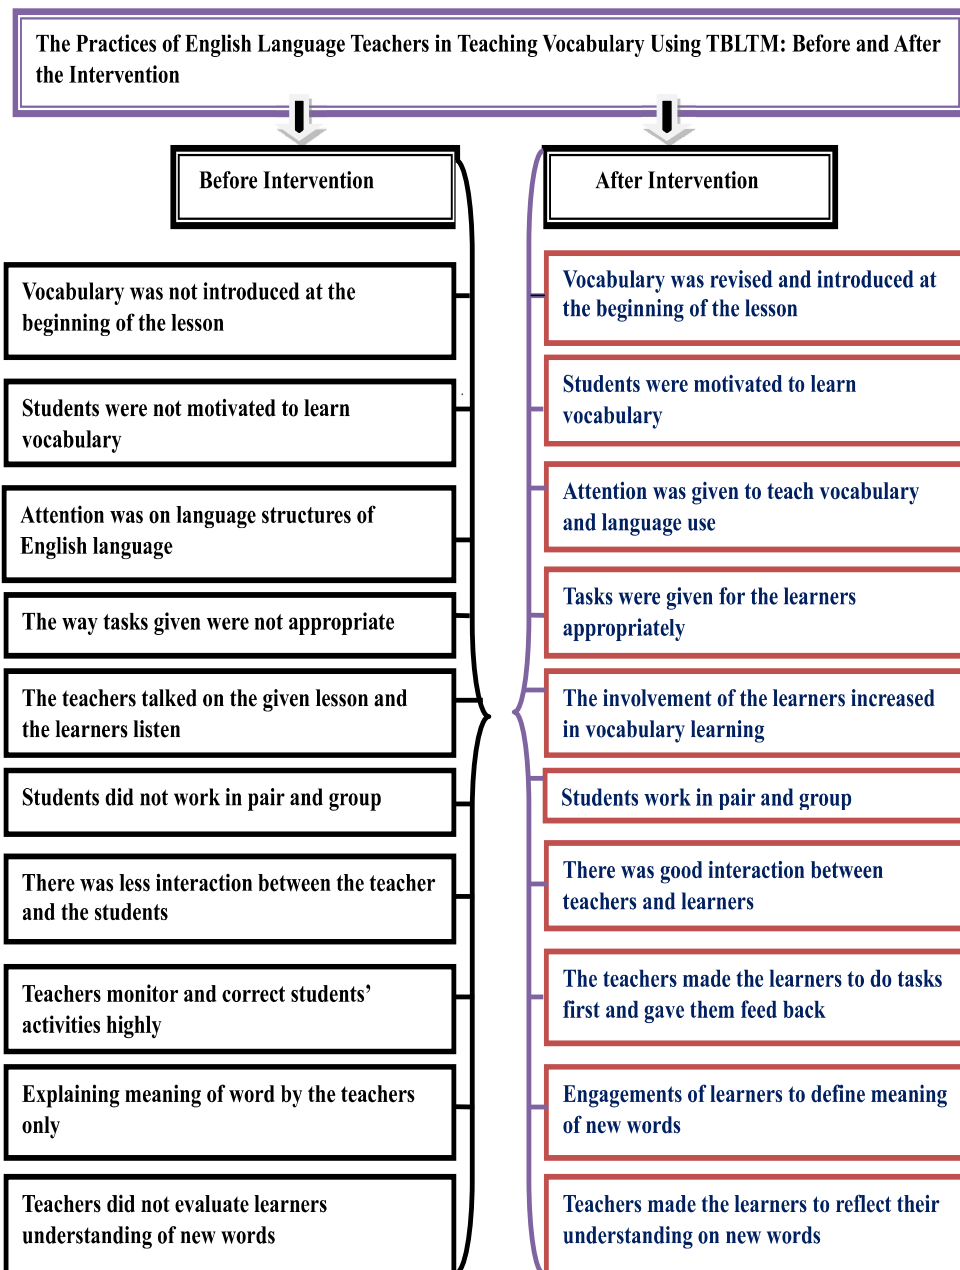 The Practices of English Language Teachers in Teaching Vocabulary Using TBLTM: Before and After
the Intervention
Before Intervention
After Intervention
Vocabulary was not introduced at the
beginning of the lesson
Vocabulary was revised and introduced at
the beginning of the lesson
Students were not motivated to learn
vocabulary
Students were motivated to learn
vocabulary
Attention was on language structures of
English language
Attention was given to teach vocabulary
and language use
The way tasks given were not appropriate
Tasks were given for the learners
appropriately
The teachers talked on the given lesson and
the learners listen
The involvement of the learners increased
in vocabulary learning
Students did not work in pair and group
Students work in pair and group
There was less interaction between the teacher
and the students
There was good interaction between
teachers and learners
Teachers monitor and correct students’
activities highly
The teachers made the learners to do tasks
first and gave them feed back
Explaining meaning of word by the teachers
only
Engagements of learners to define meaning
of new words
Teachers did not evaluate learners
understanding of new words
Teachers made the learners to reflect their
understanding on new words